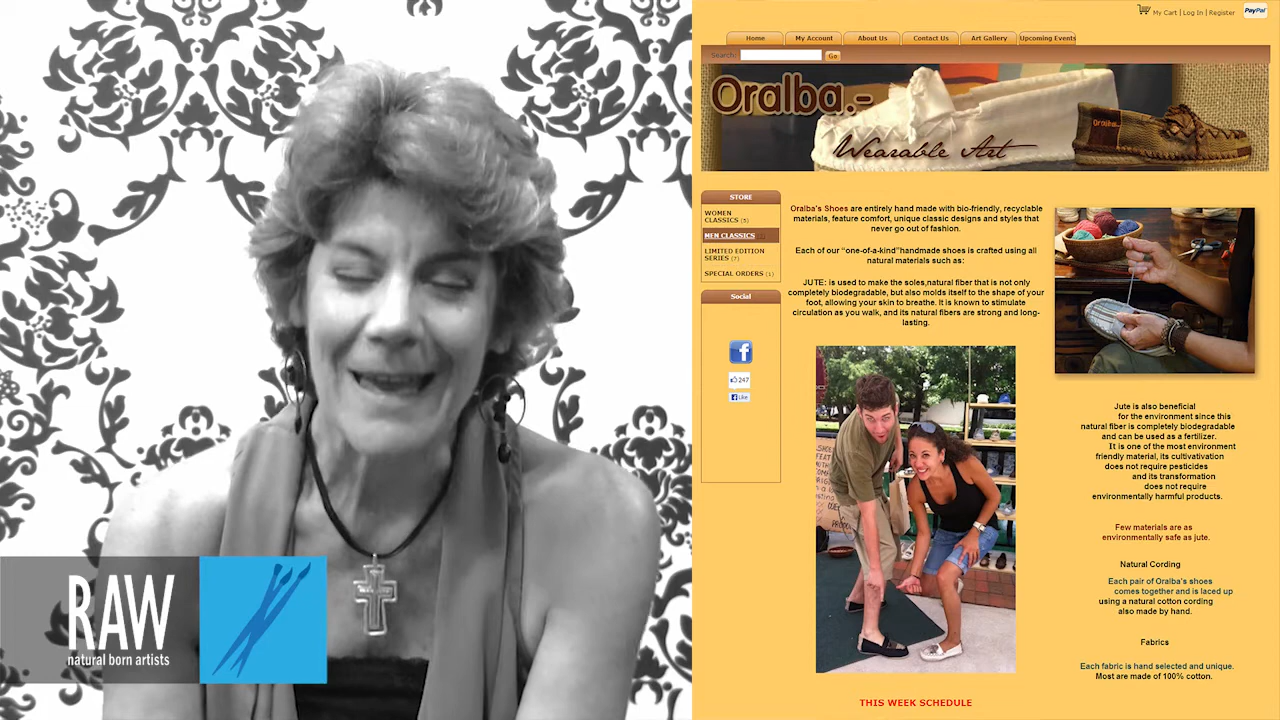 My Cart | Log In | Register
PayPal
Home
My Account
About Us
Contact Us
Art Gallery
Upcoming Events
Search:
Go
Oralba.-
Wearable Art
Oralba.-
STORE
WOMEN
CLASSICS (5)
MEN CLASSICS
LIMITED EDITION
SERIES (7)
SPECIAL ORDERS (1)
Social
f
247
Like
Oralba's Shoes are entirely hand made with bio-friendly, recyclable
materials, feature comfort, unique classic designs and styles that
never go out of fashion.
Each of our “one-of-a-kind”handmade shoes is crafted using all
natural materials such as:
JUTE: is used to make the soles,natural fiber that is not only
completely biodegradable, but also molds itself to the shape of your
foot, allowing your skin to breathe. It is known to stimulate
circulation as you walk, and its natural fibers are strong and long-
lasting.
Jute is also beneficial
for the environment since this
natural fiber is completely biodegradable
and can be used as a fertilizer.
It is one of the most environment
friendly material, its cultivativation
does not require pesticides
and its transformation
does not require
environmentally harmful products.
Few materials are as
environmentally safe as jute.
Natural Cording
Each pair of Oralba's shoes
comes together and is laced up
using a natural cotton cording
also made by hand.
Fabrics
Each fabric is hand selected and unique.
Most are made of 100% cotton.
THIS WEEK SCHEDULE
RAW
natural born artists